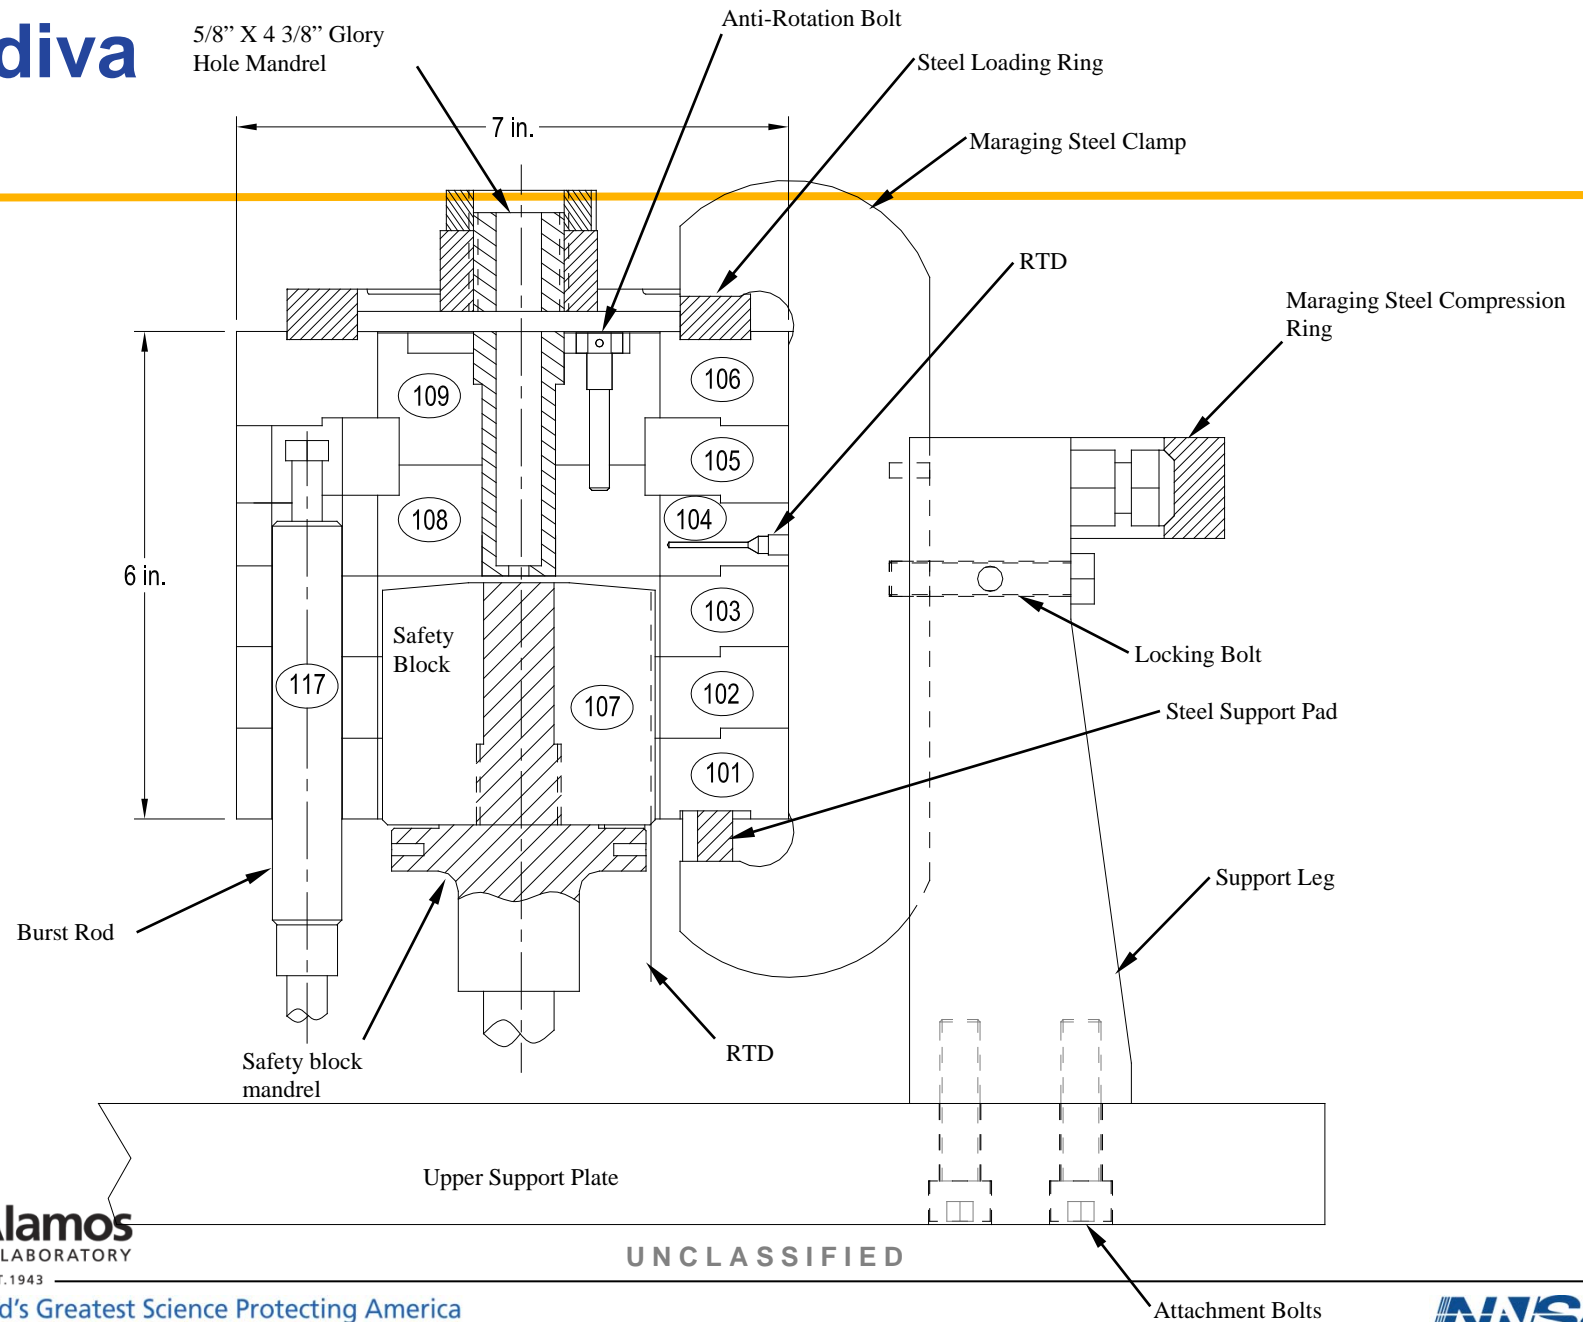 diva
5/8” X 4 3/8” Glory
Hole Mandrel
Anti-Rotation Bolt
Steel Loading Ring
7 in.
Maraging Steel Clamp
RTD
Maraging Steel Compression
Ring
106
109
105
108
104
6 in.
103
Safety
Block
Locking Bolt
117
107
102
Steel Support Pad
101
Support Leg
Burst Rod
RTD
Safety block
mandrel
Upper Support Plate
Alamos
LABORATORY
UNCLASSIFIED
T.1943
d's Greatest Science Protecting America
Attachment Bolts
NNS